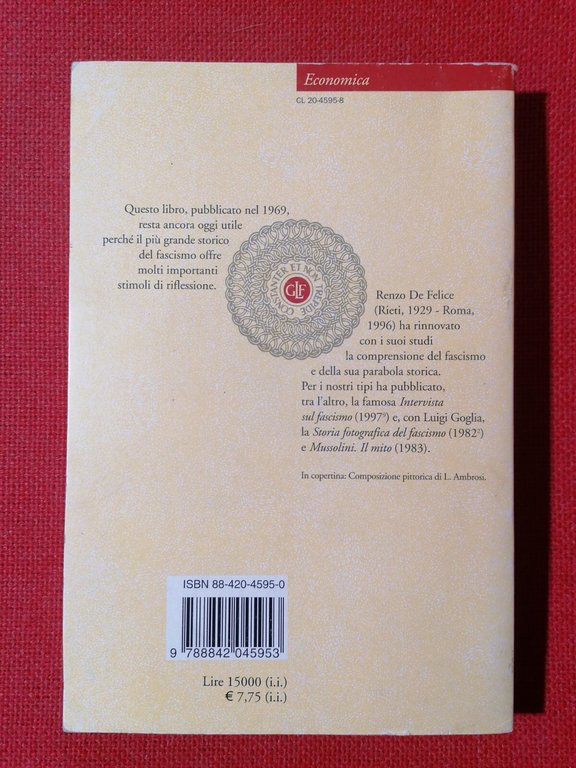 Economica
GL 20-4595-8
Questo libro, pubblicato nel 1969,
resta ancora oggi utile
perché il più grande storico
del fascismo offre
molti importanti
stimoli di riflessione.
CONSTANTER ET NON TREPIDE
GLF
Renzo De Felice
(Rieti, 1929 - Roma,
1996) ha rinnovato
con i suoi studi
la comprensione del fascismo
e della sua parabola storica.
Per i nostri tipi ha pubblicato,
tra l'altro, la famosa Intervista
sul fascismo (1997⁹) e, con Luigi Goglia,
la Storia fotografica del fascismo (1982²)
e Mussolini. Il mito (1983).
In copertina: Composizione pittorica di L. Ambrosi.
ISBN 88-420-4595-0
9 788842 045953
Lire 15000 (i.i.)
€ 7,75 (i.i.)